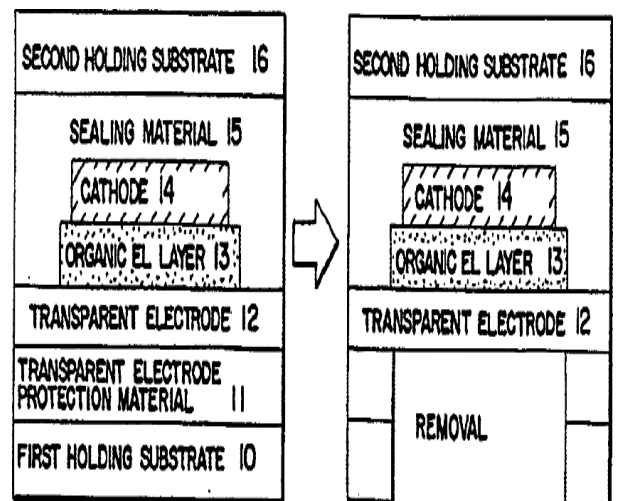 SECOND HOLDING SUBSTRATE 16
SEALING MATERIAL 15
CATHODE 14
ORGANIC EL LAYER 13
TRANSPARENT ELECTRODE 12
TRANSPARENT ELECTRODE
PROTECTION MATERIAL 11
FIRST HOLDING SUBSTRATE 10
SECOND HOLDING SUBSTRATE 16
SEALING MATERIAL 15
CATHODE 14
ORGANIC EL LAYER 13
TRANSPARENT ELECTRODE 12
REMOVAL